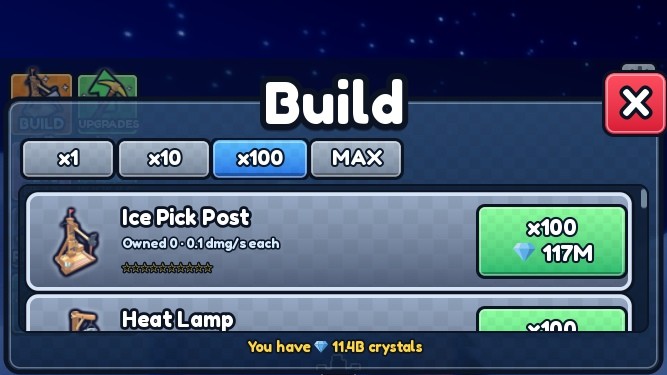 BUILD UPGRADES
Build
x1 x10 x100 MAX
Ice Pick Post
Owned 0 · 0.1 dmg/s each
x100
117M
Heat Lamp
x100
You have 11.4B crystals